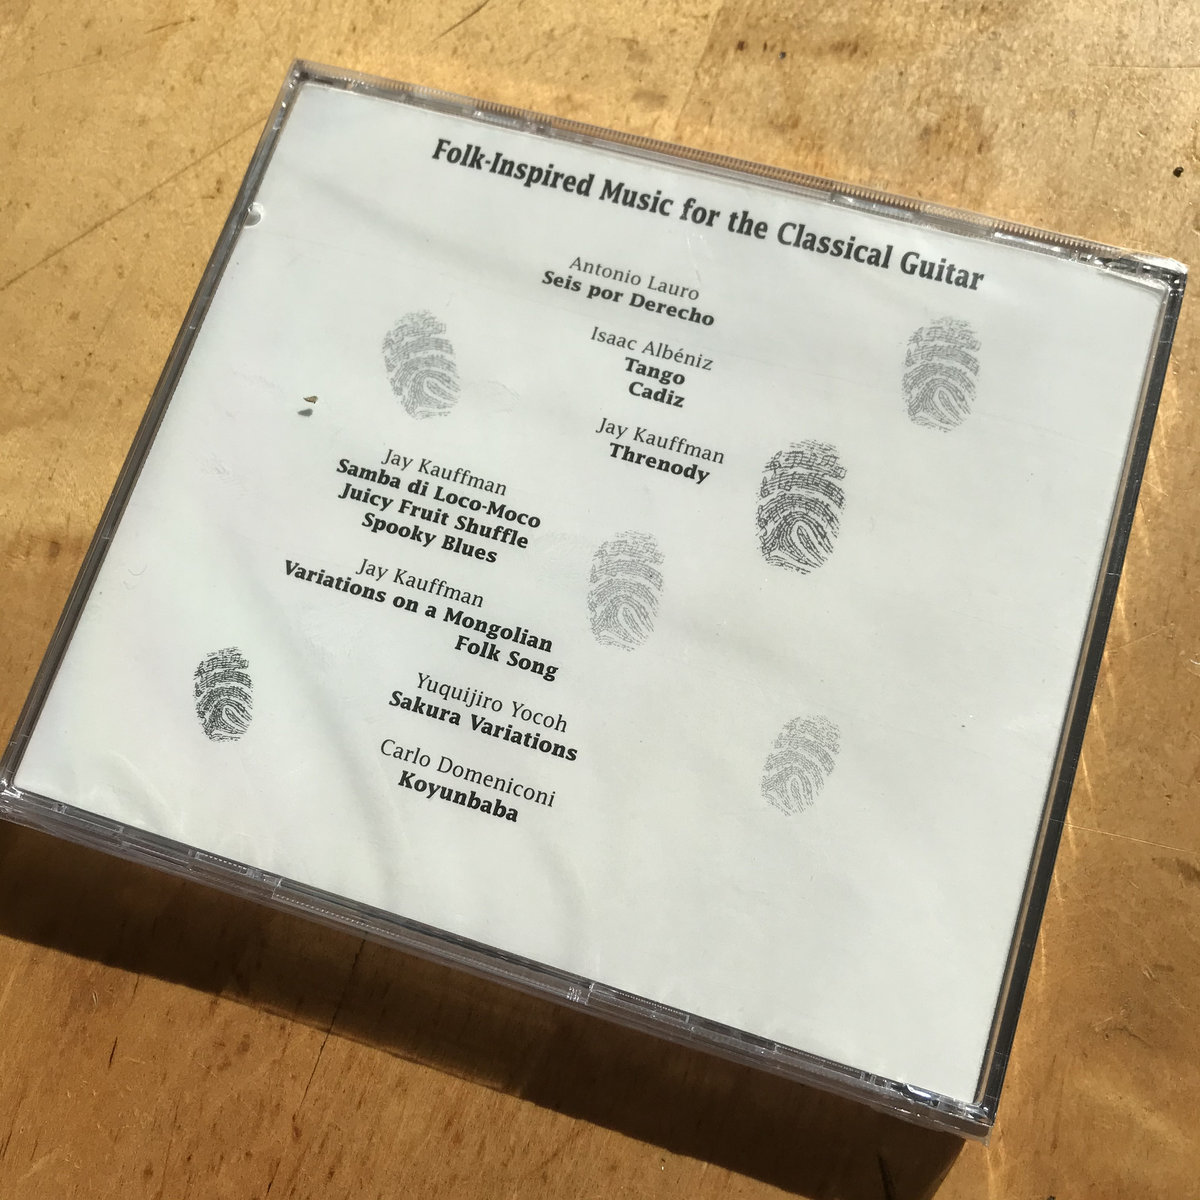 Folk-Inspired Music for the Classical Guitar
Antonio Lauro
Seis por Derecho
Isaac Albéniz
Tango
Cadiz
Jay Kauffman
Threnody
Jay Kauffman
Samba di Loco-Moco
Juicy Fruit Shuffle
Spooky Blues
Jay Kauffman
Variations on a Mongolian
Folk Song
Yuquijiro Yocoh
Sakura Variations
Carlo Domeniconi
Koyunbaba